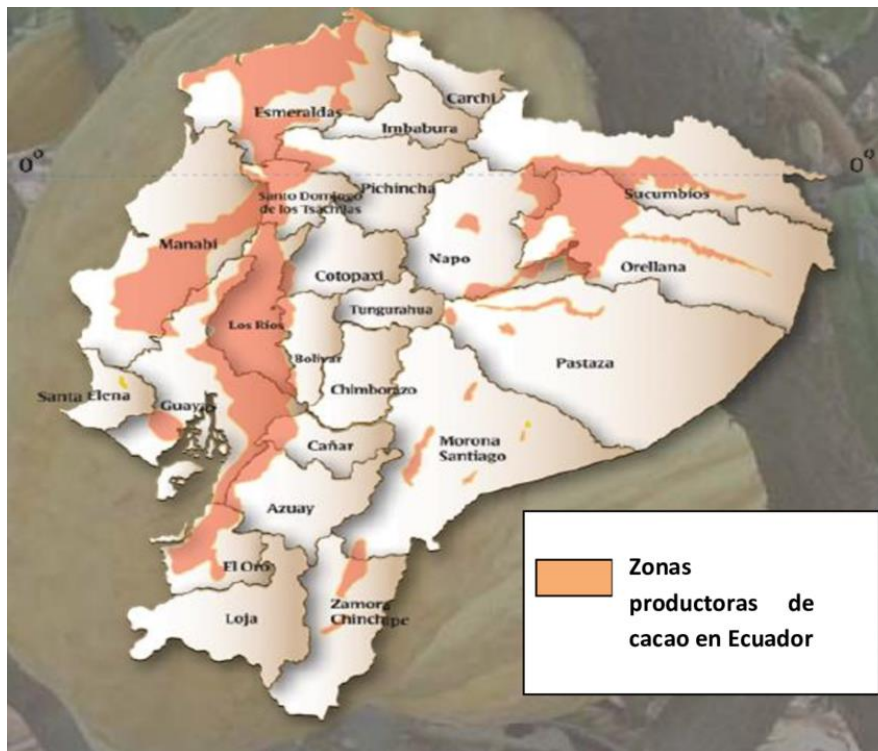 Esmeraldas
Carchi
Imbabura
0°
0°
Pichincha
Santo Domingo
de los Tsáchilas
Sucumbios
Manabí
Napo
Orellana
Cotopaxi
Los Ríos
Tungurahua
Bolívar
Pastaza
Chimborazo
Santa Elena
Guayas
Morona
Santiago
Cañar
Azuay
El Oro
Zamora
Chinchipe
Loja
Zonas
productoras de
cacao en Ecuador